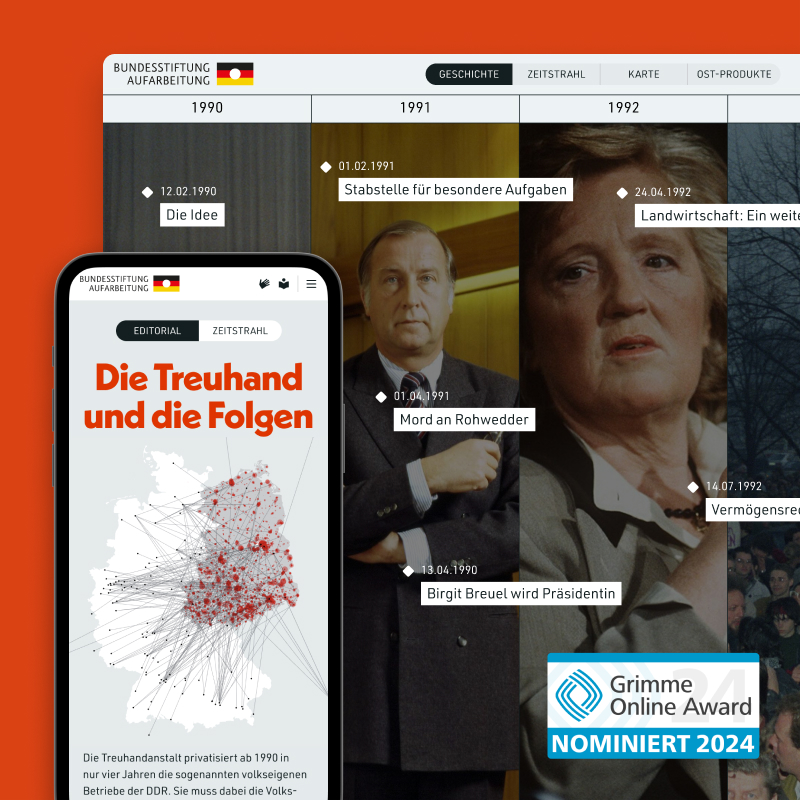 BUNDESSTIFTUNG
AUFARBEITUNG
GESCHICHTE
ZEITSTRAHL
KARTE
OST-PRODUKTE
1990
1991
1992
12.02.1990
Die Idee
01.02.1991
Stabstelle für besondere Aufgaben
24.04.1992
Landwirtschaft: Ein weite
01.04.1991
Mord an Rohwedder
14.07.1992
Vermögensrec
13.04.1990
Birgit Breuel wird Präsidentin
BUNDESSTIFTUNG
AUFARBEITUNG
EDITORIAL
ZEITSTRAHL
Die Treuhand
und die Folgen
Die Treuhandanstalt privatisiert ab 1990 in
nur vier Jahren die sogenannten volkseigenen
Betriebe der DDR. Sie muss dabei die Volks-
24
Grimme
Online Award
NOMINIERT 2024